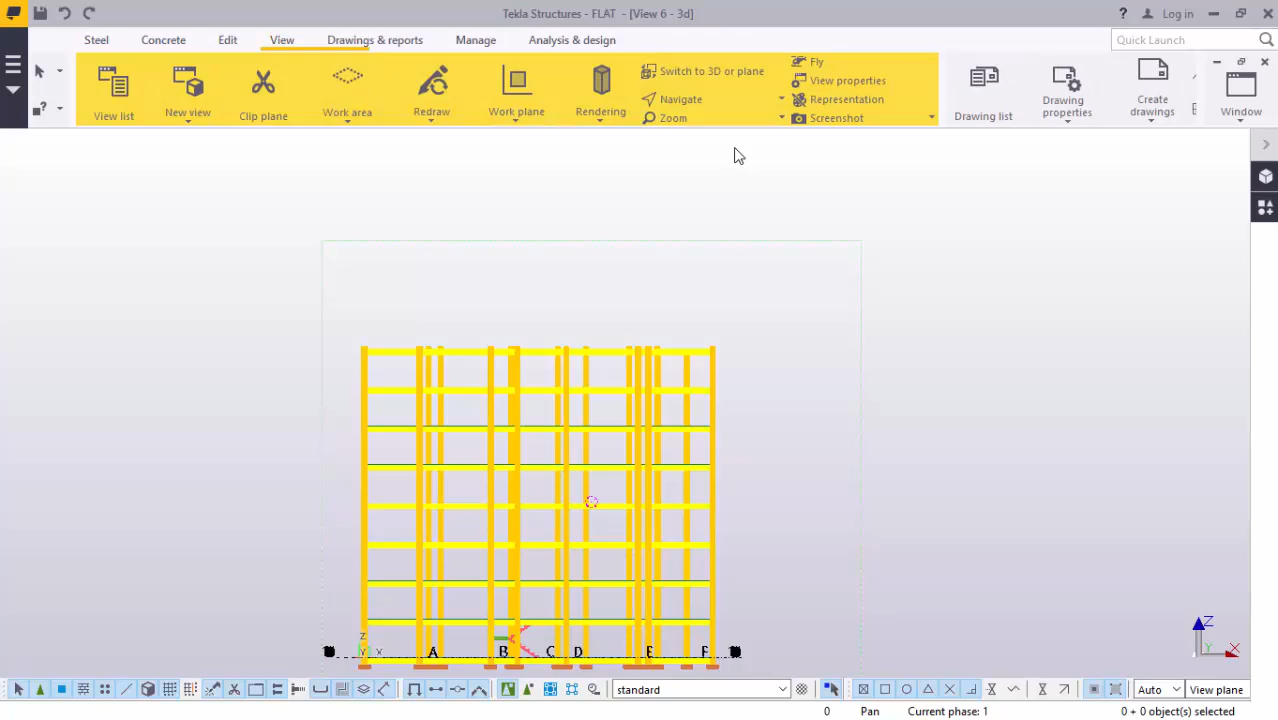 Tekla Structures - FLAT - [View 6 - 3d]
? Log in
Steel Concrete Edit View Drawings & reports Manage Analysis & design Quick Launch
View list
New view
Clip plane
Work area
Redraw
Work plane
Rendering
Switch to 3D or plane
Navigate
Zoom
Fly
View properties
Representation
Screenshot
Drawing list
Drawing properties
Create drawings
Window
Z
Y X
A B C D E F
Z
Y X
standard Auto View plane
0 Pan Current phase: 1 0 + 0 object(s) selected